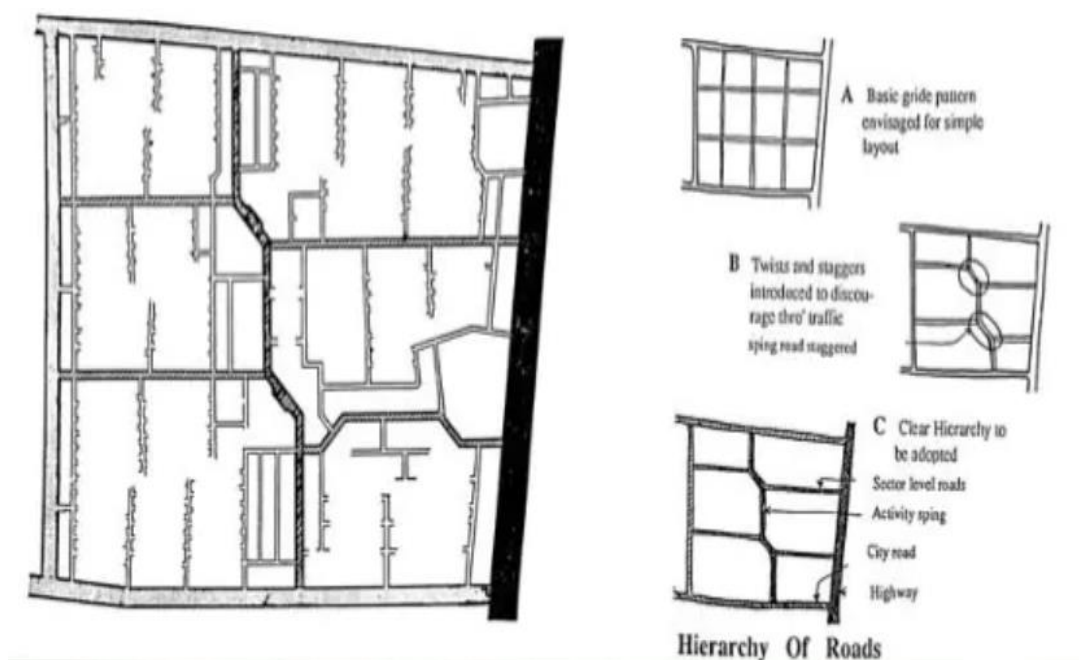 A Basic gride pattern
envisaged for simple
layout
B Twists and staggers
introduced to discou-
rage thro' traffic
sping road staggered
C Clear Hierarchy to
be adopted
Sector level roads
Activity sping
City road
Highway
Hierarchy Of Roads